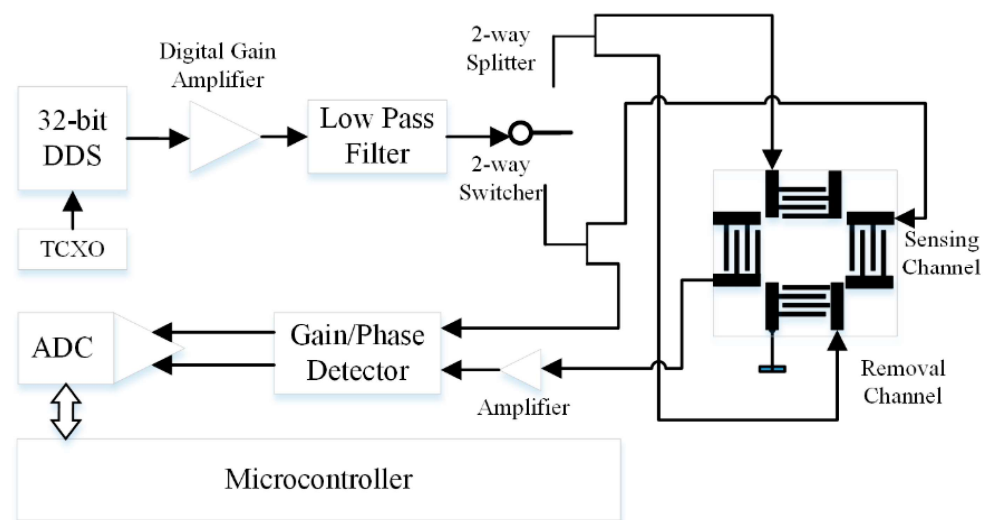 2-way
Splitter
Digital Gain
Amplifier
32-bit
DDS
Low Pass
Filter
2-way
Switcher
TCXO
Sensing
Channel
ADC
Gain/Phase
Detector
Amplifier
Removal
Channel
Microcontroller